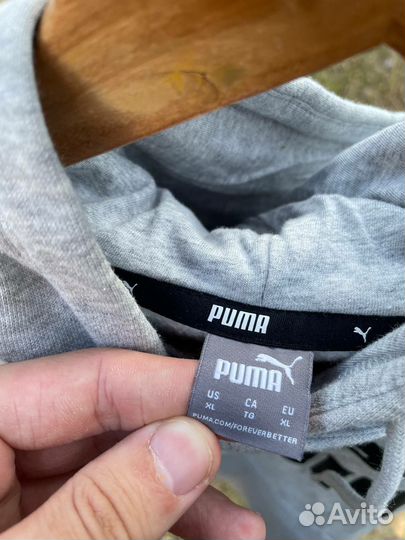 PUMA
PUMA
US CA EU
XL TG XL
PUMA.COM/FOREVERBETTER
Avito